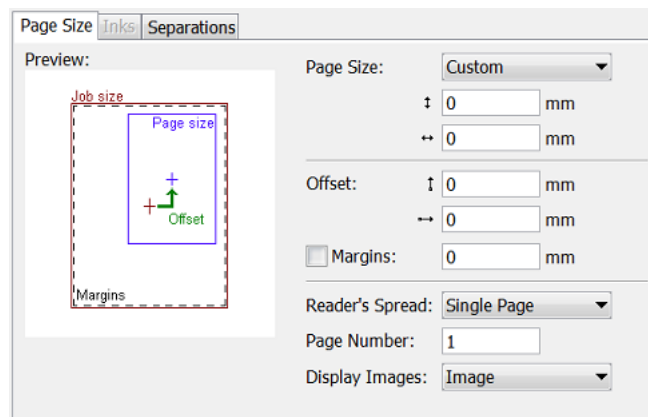 Page Size Inks Separations
Preview:
Job size
Page size
Offset
Margins
Page Size: Custom
0 mm
0 mm
Offset: 0 mm
0 mm
Margins: 0 mm
Reader's Spread: Single Page
Page Number: 1
Display Images: Image